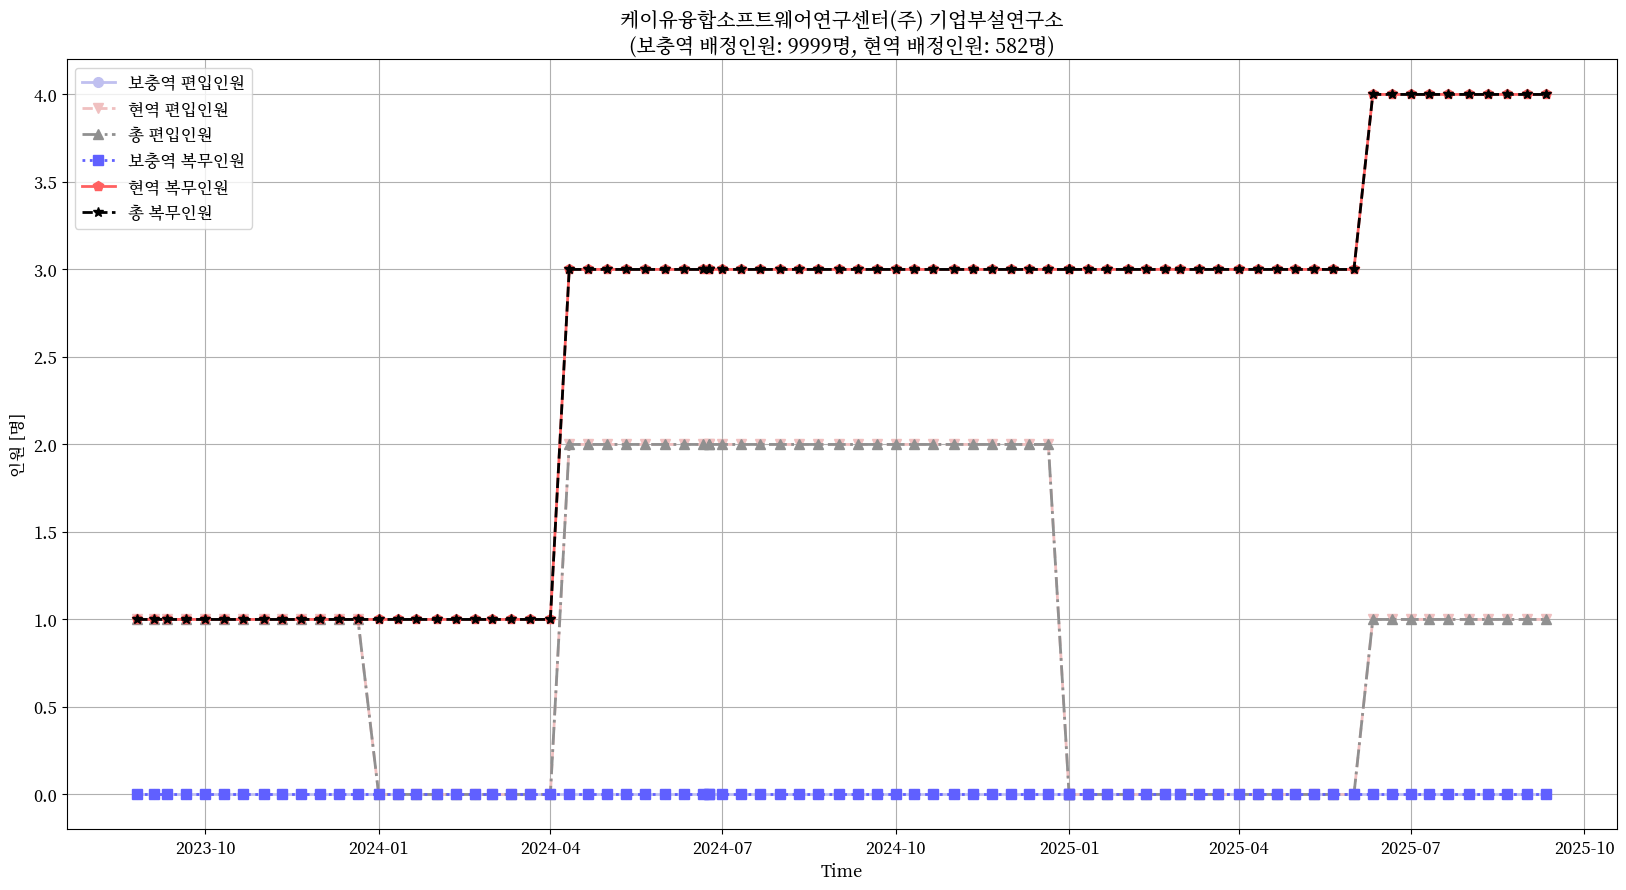 케이유융합소프트웨어연구센터(주) 기업부설연구소
(보충역 배정인원: 9999명, 현역 배정인원: 582명)
보충역 편입인원
현역 편입인원
총 편입인원
보충역 복무인원
현역 복무인원
총 복무인원
4.0
3.5
3.0
2.5
2.0
1.5
1.0
0.5
0.0
인원 [명]
2023-10
2024-01
2024-04
2024-07
2024-10
2025-01
2025-04
2025-07
2025-10
Time